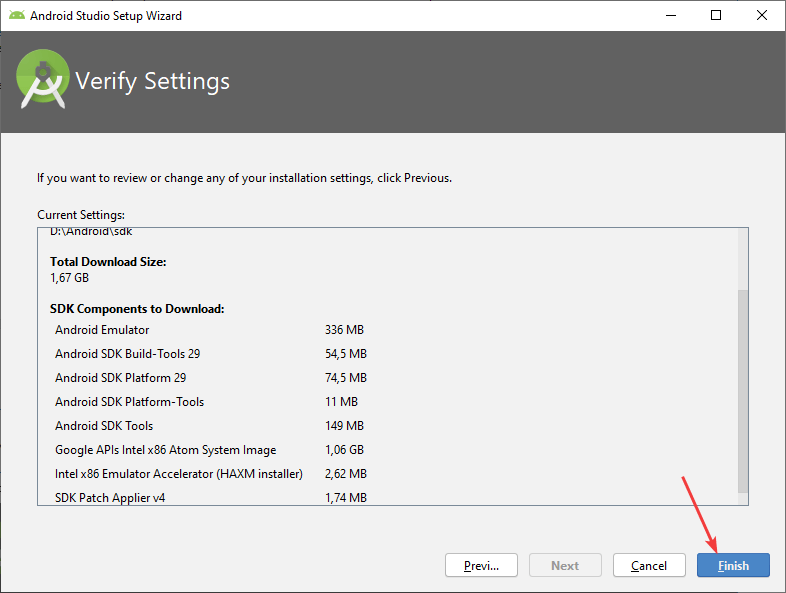 Android Studio Setup Wizard
Verify Settings
If you want to review or change any of your installation settings, click Previous.
Current Settings:
D:\Android\sdk
Total Download Size:
1,67 GB
SDK Components to Download:
Android Emulator 336 MB
Android SDK Build-Tools 29 54,5 MB
Android SDK Platform 29 74,5 MB
Android SDK Platform-Tools 11 MB
Android SDK Tools 149 MB
Google APIs Intel x86 Atom System Image 1,06 GB
Intel x86 Emulator Accelerator (HAXM installer) 2,62 MB
SDK Patch Applier v4 1,74 MB
Previ... Next Cancel Finish